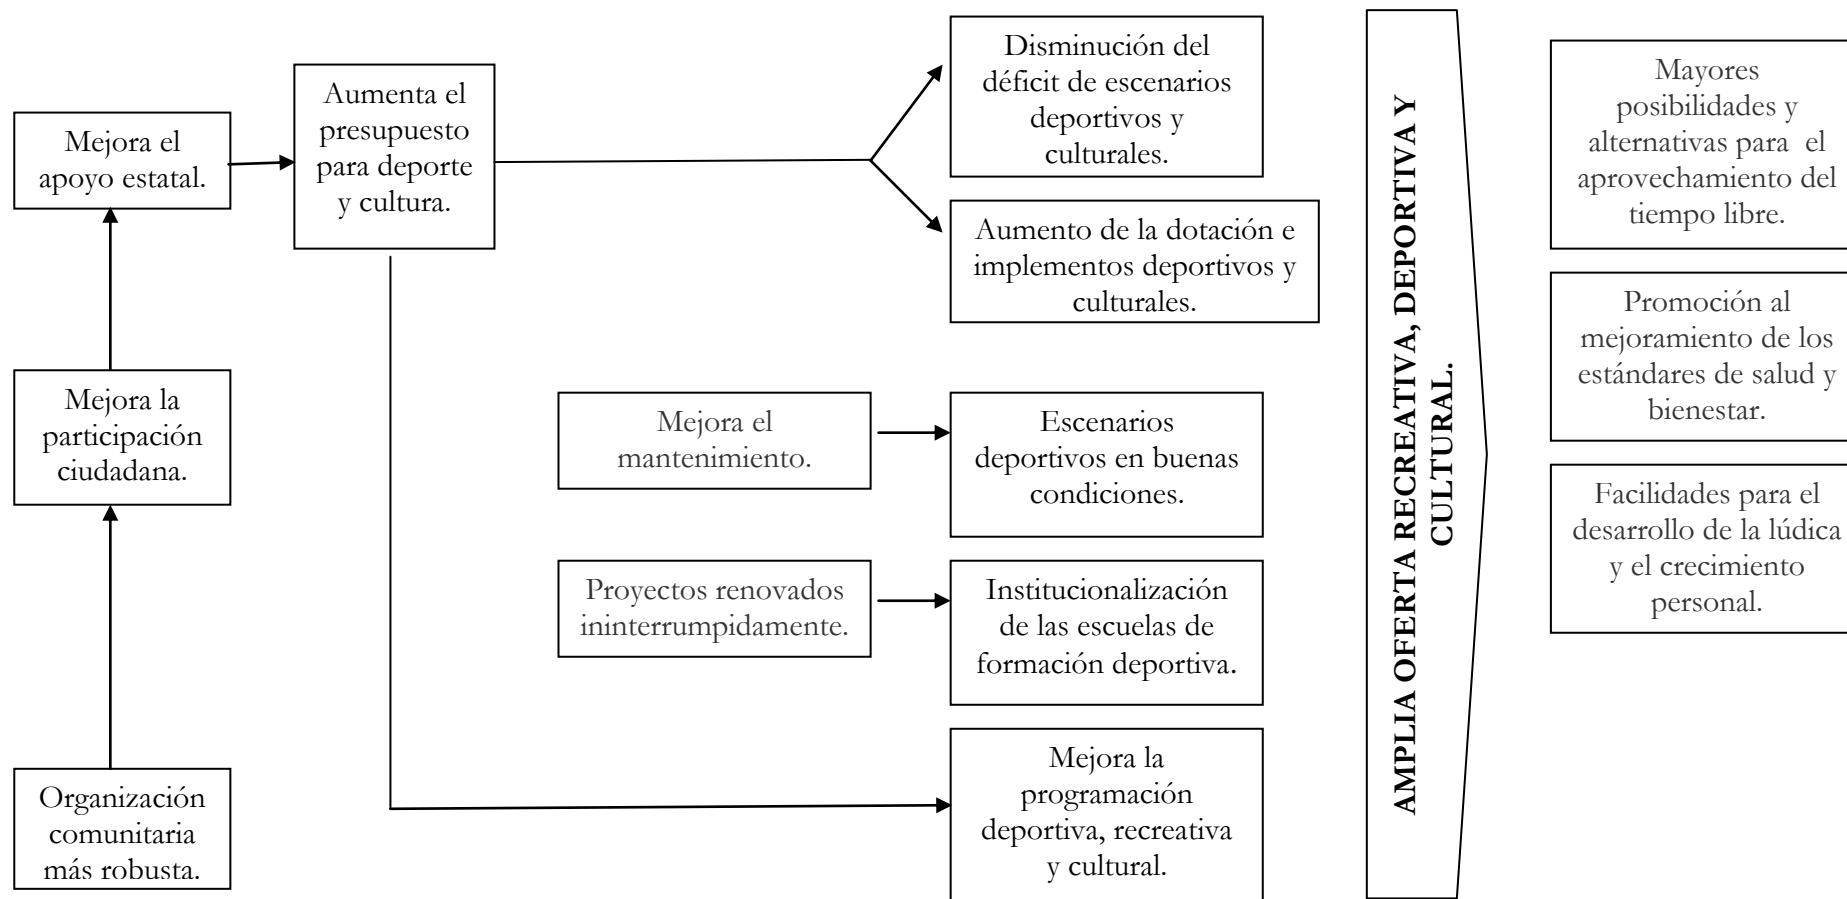 Mejora el
apoyo estatal.
Aumenta el
presupuesto
para deporte
y cultura.
Mejora la
participación
ciudadana.
Organización
comunitaria
más robusta.
Disminución del
déficit de escenarios
deportivos y
culturales.
Aumento de la dotación e
implementos deportivos y
culturales.
Mejora el
mantenimiento.
Escenarios
deportivos en buenas
condiciones.
Proyectos renovados
ininterrumpidamente.
Institucionalización
de las escuelas de
formación deportiva.
Mejora la
programación
deportiva, recreativa
y cultural.
AMPLIA OFERTA RECREATIVA, DEPORTIVA Y
CULTURAL.
Mayores
posibilidades y
alternativas para  el
aprovechamiento del
tiempo libre.
Promoción al
mejoramiento de los
estándares de salud y
bienestar.
Facilidades para el
desarrollo de la lúdica
y el crecimiento
personal.